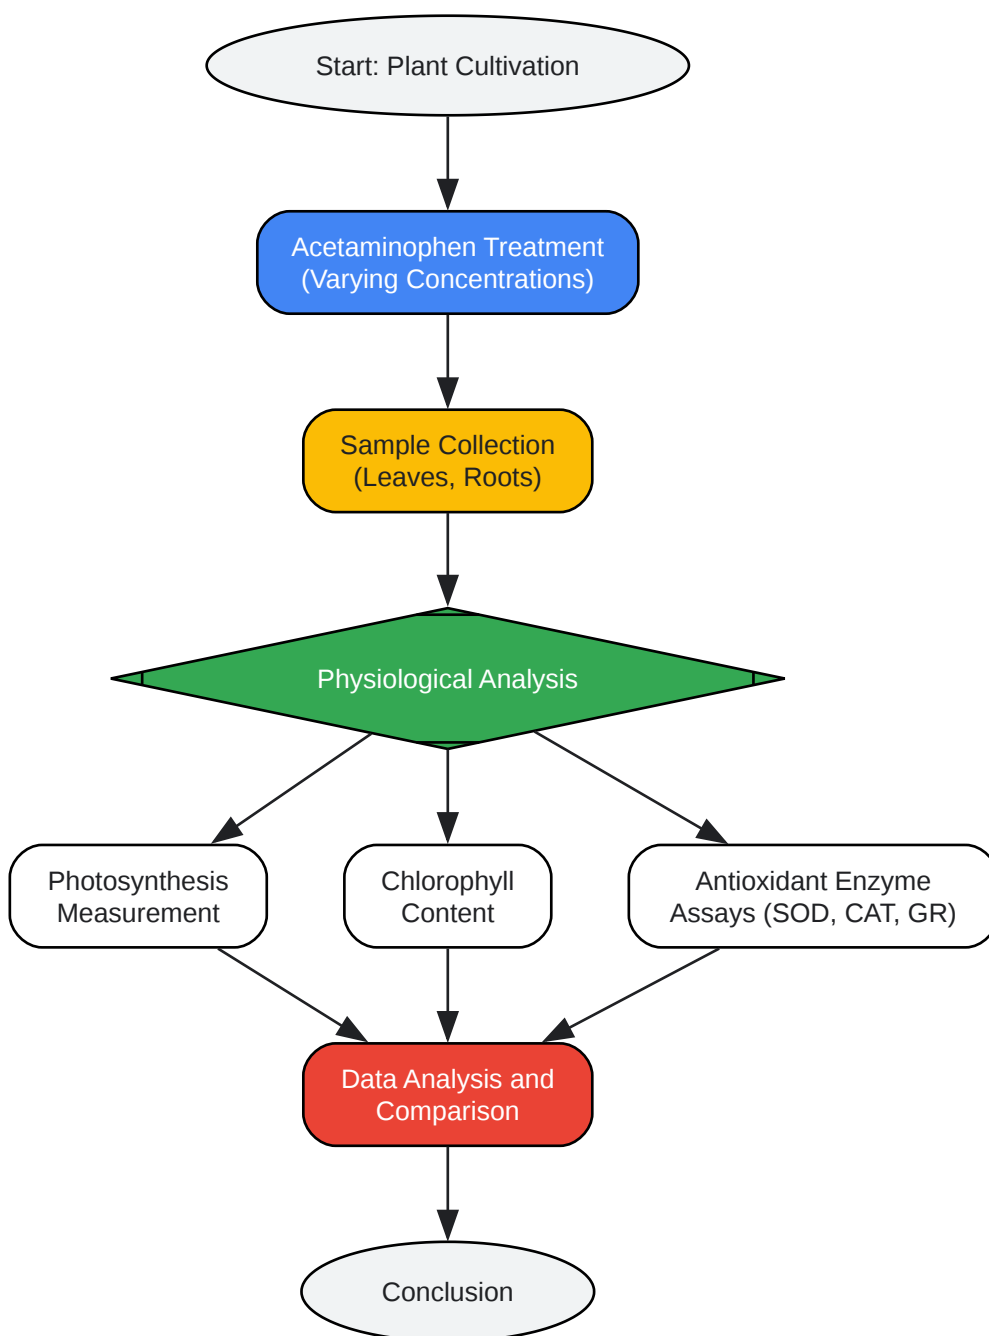 Start: Plant Cultivation
Acetaminophen Treatment
(Varying Concentrations)
Sample Collection
(Leaves, Roots)
Physiological Analysis
Photosynthesis
Measurement
Chlorophyll
Content
Antioxidant Enzyme
Assays (SOD, CAT, GR)
Data Analysis and
Comparison
Conclusion